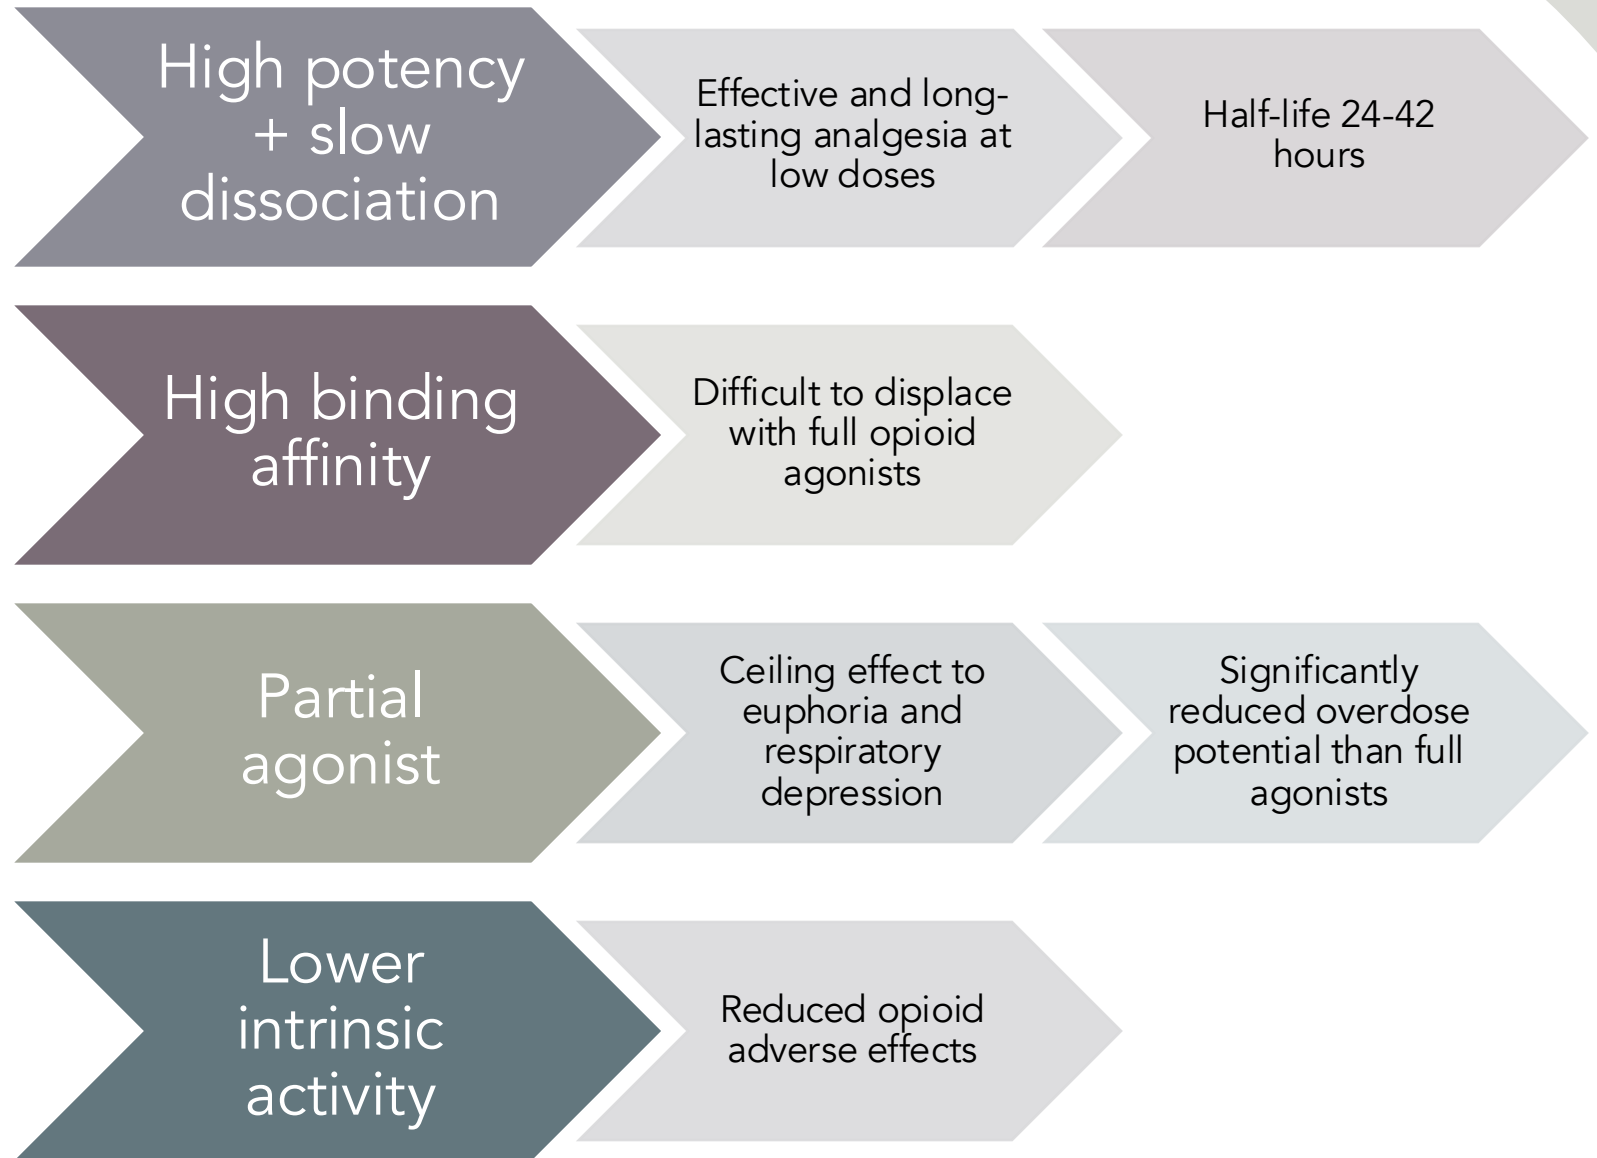 High potency
+ slow
dissociation
Effective and long-
lasting analgesia at
low doses
Half-life 24-42
hours
High binding
affinity
Difficult to displace
with full opioid
agonists
Partial
agonist
Ceiling effect to
euphoria and
respiratory
depression
Significantly
reduced overdose
potential than full
agonists
Lower
intrinsic
activity
Reduced opioid
adverse effects